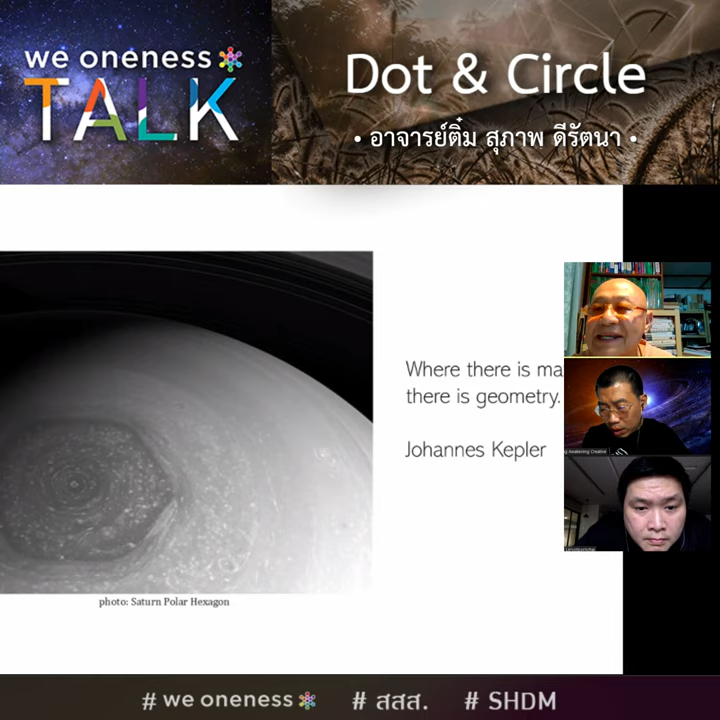 we oneness
TALK
Dot & Circle
• อาจารย์ติ๋ม สุภาพ ดีรัตนา •
Where there is ma
there is geometry.
Johannes Kepler
g Awakening Creative
photo: Saturn Polar Hexagon
# we oneness # สสส. # SHDM